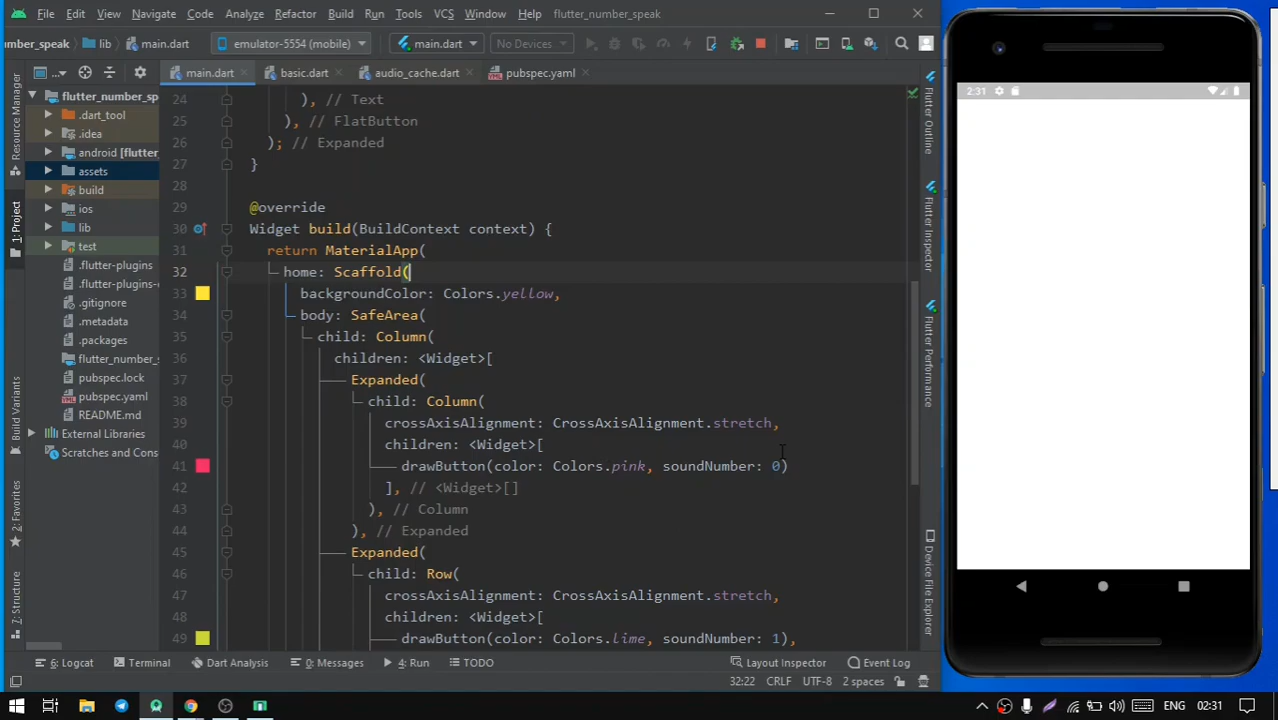 File Edit View Navigate Code Analyze Refactor Build Run Tools VCS Window Help flutter_number_speak
umber_speak lib main.dart emulator-5554 (mobile) main.dart No Devices
... main.dart basic.dart audio_cache.dart pubspec.yaml
flutter_number_sp
.dart_tool
.idea
android [flutter_
assets
build
ios
lib
test
.flutter-plugins
.flutter-plugins-
.gitignore
.metadata
.packages
flutter_number_s
pubspec.lock
pubspec.yaml
README.md
External Libraries
Scratches and Cons
Resource Manager
1: Project
Build Variants
2: Favorites
7: Structure
24 ), // Text
25 ), // FlatButton
26 ); // Expanded
27 }
28
29 @override
30 Widget build(BuildContext context) {
31 return MaterialApp(
32 home: Scaffold(
33 backgroundColor: Colors.yellow,
34 body: SafeArea(
35 child: Column(
36 children: <Widget>[
37 Expanded(
38 child: Column(
39 crossAxisAlignment: CrossAxisAlignment.stretch,
40 children: <Widget>[
41 drawButton(color: Colors.pink, soundNumber: 0)
42 ], // <Widget>[]
43 ), // Column
44 ), // Expanded
45 Expanded(
46 child: Row(
47 crossAxisAlignment: CrossAxisAlignment.stretch,
48 children: <Widget>[
49 drawButton(color: Colors.lime, soundNumber: 1),
Flutter Outline
Flutter Inspector
Flutter Performance
Device File Explorer
2:31
6: Logcat Terminal Dart Analysis 0: Messages 4: Run TODO Layout Inspector Event Log
32:22 CRLF UTF-8 2 spaces
ENG 02:31